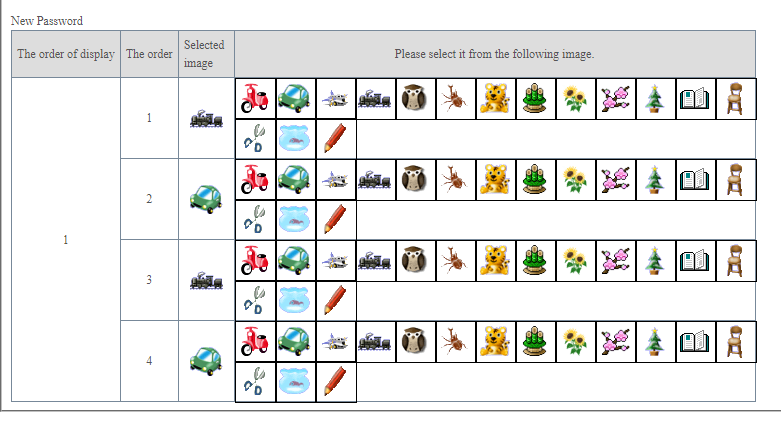 New Password
The order of display The order Selected image Please select it from the following image.
1
1
2
3
4